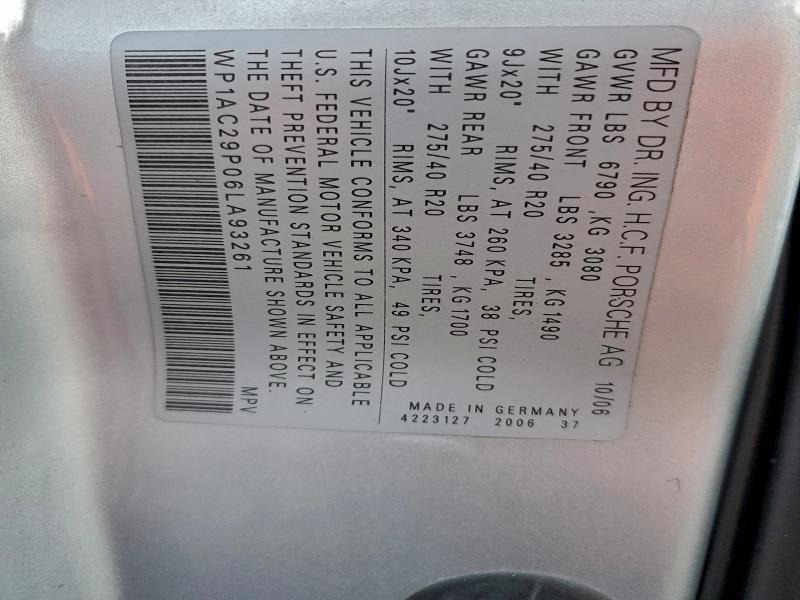 MFD BY DR. ING. H.C.F. PORSCHE AG 10/06
GVWR LBS 6790 ,KG 3080
GAWR FRONT LBS 3285 , KG 1490
WITH 275/40 R20 TIRES,
9Jx20" RIMS, AT 260 KPA, 38 PSI COLD
GAWR REAR LBS 3748 , KG 1700
WITH 275/40 R20 TIRES,
10Jx20" RIMS, AT 340 KPA, 49 PSI COLD
THIS VEHICLE CONFORMS TO ALL APPLICABLE
U.S. FEDERAL MOTOR VEHICLE SAFETY AND
THEFT PREVENTION STANDARDS IN EFFECT ON
THE DATE OF MANUFACTURE SHOWN ABOVE.
WP1AC29P06LA93261 MPV
MADE IN GERMANY
4223127 2006 37